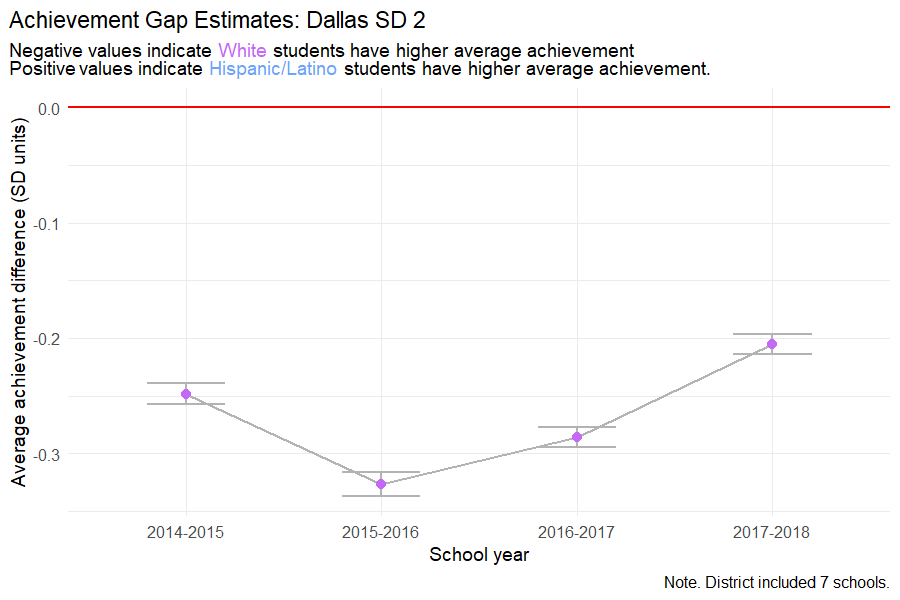 Achievement Gap Estimates: Dallas SD 2
Negative values indicate White students have higher average achievement
Positive values indicate Hispanic/Latino students have higher average achievement.
Average achievement difference (SD units)
0.0
-0.1
-0.2
-0.3
2014-2015
2015-2016
2016-2017
2017-2018
School year
Note. District included 7 schools.